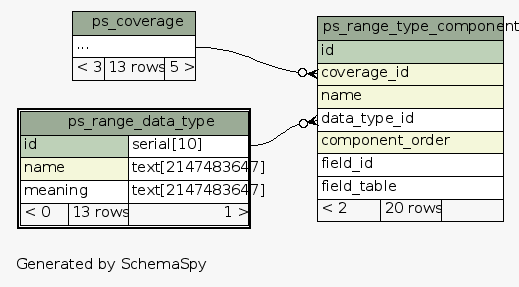 ps_coverage
...
< 3 13 rows 5 >
ps_range_type_component
id
coverage_id
name
data_type_id
component_order
field_id
field_table
< 2 20 rows
ps_range_data_type
id serial[10]
name text[2147483647]
meaning text[2147483647]
< 0 13 rows 1 >
Generated by SchemaSpy